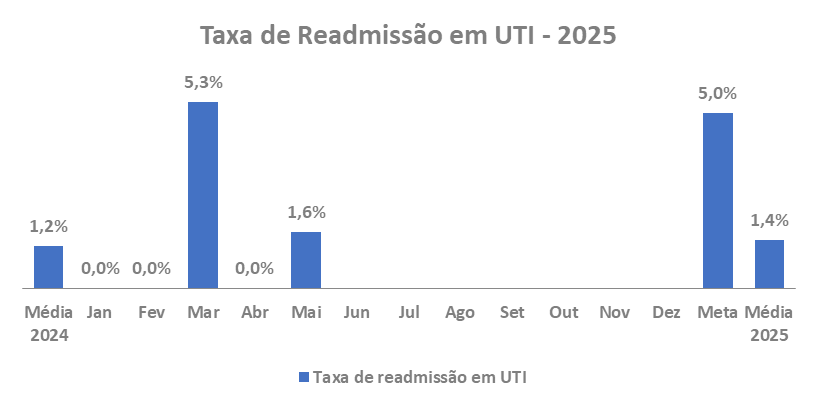 Taxa de Readmissão em UTI - 2025
5,3%
5,0%
1,2%
1,6%
1,4%
0,0% 0,0%
0,0%
Média Jan Fev Mar Abr Mai Jun Jul Ago Set Out Nov Dez Meta Média
2024 2025
Taxa de readmissão em UTI